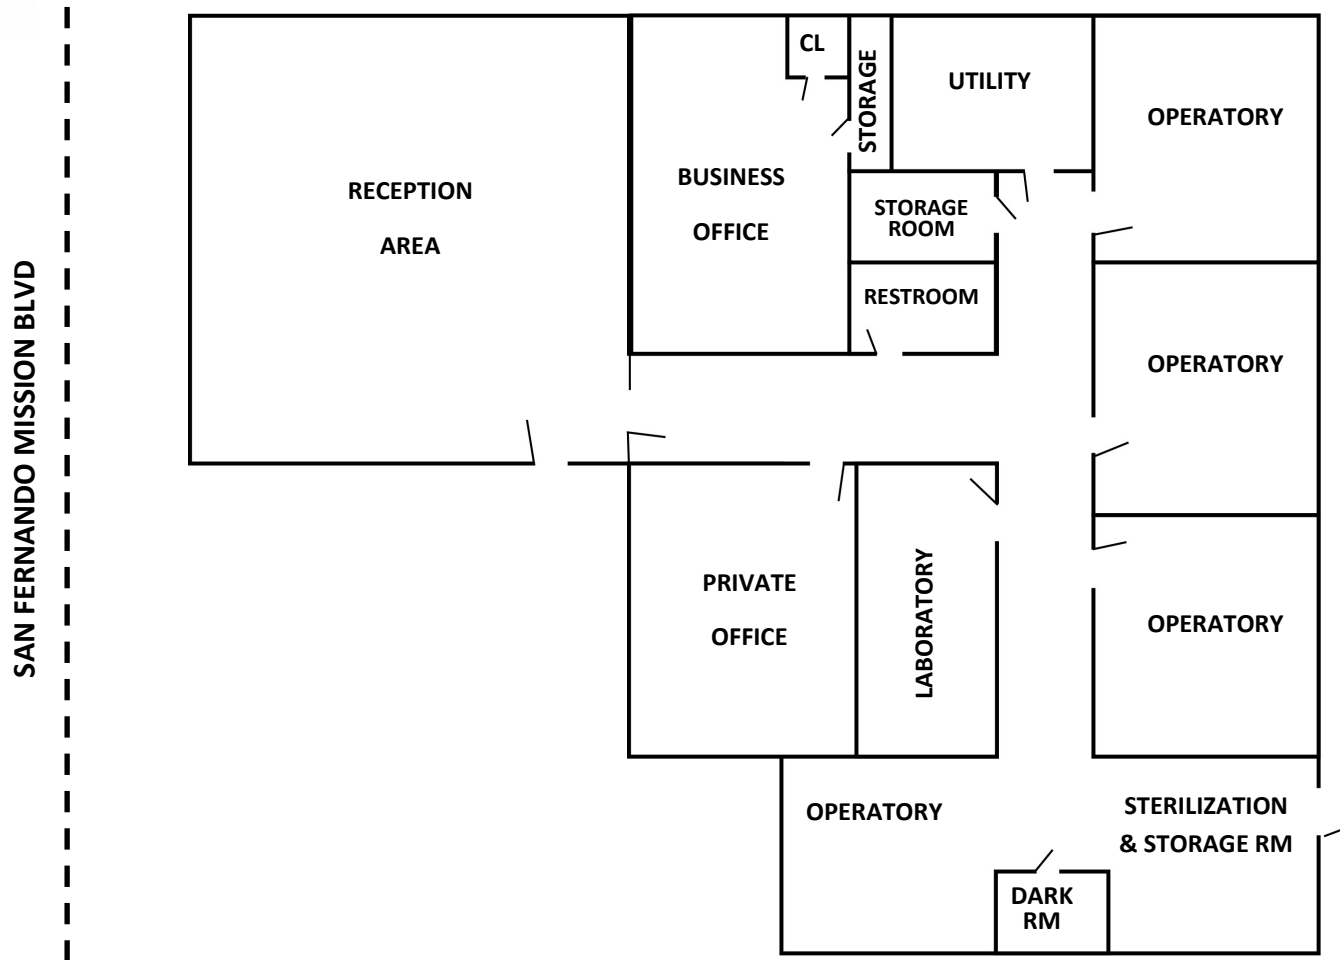 SAN FERNANDO MISSION BLVD
RECEPTION
AREA
CL
BUSINESS
OFFICE
STORAGE
UTILITY
OPERATORY
STORAGE
ROOM
RESTROOM
OPERATORY
PRIVATE
OFFICE
LABORATORY
OPERATORY
OPERATORY
STERILIZATION
& STORAGE RM
DARK
RM